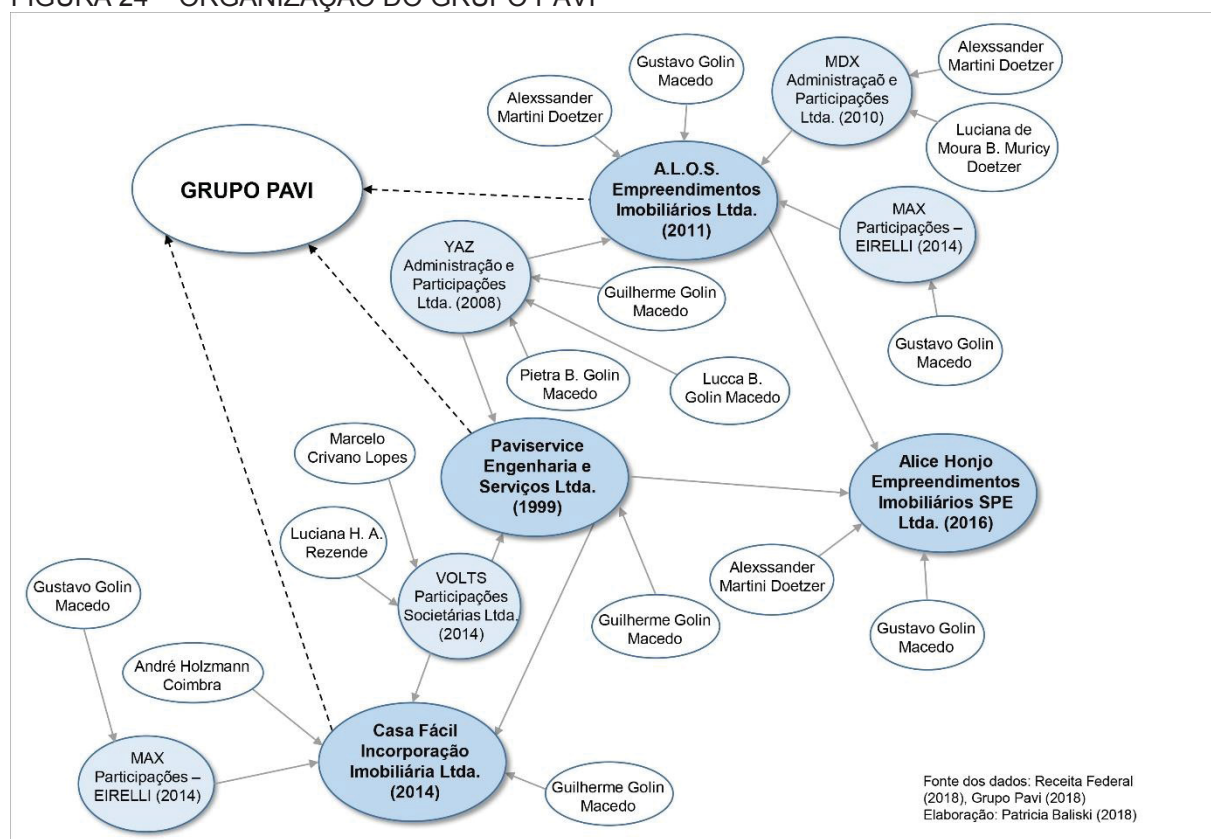 FIGURA 24 – ORGANIZAÇÃO DO GRUPO PAVI
Gustavo Golin
Macedo
MDX
Administraçaõ e
Participações
Ltda. (2010)
Alexssander
Martini Doetzer
Alexssander
Martini Doetzer
Luciana de
Moura B. Muricy
Doetzer
GRUPO PAVI
A.L.O.S.
Empreendimentos
Imobiliários Ltda.
(2011)
MAX
Participações –
EIRELLI (2014)
YAZ
Administração e
Participações
Ltda. (2008)
Guilherme Golin
Macedo
Gustavo Golin
Macedo
Pietra B. Golin
Macedo
Lucca B.
Golin Macedo
Marcelo
Crivano Lopes
Paviservice
Engenharia e
Serviços Ltda.
(1999)
Alice Honjo
Empreendimentos
Imobiliários SPE
Ltda. (2016)
Luciana H. A.
Rezende
VOLTS
Participações
Societárias Ltda.
(2014)
Alexssander
Martini Doetzer
Gustavo Golin
Macedo
Guilherme Golin
Macedo
Gustavo Golin
Macedo
André Holzmann
Coimbra
MAX
Participações –
EIRELLI (2014)
Casa Fácil
Incorporação
Imobiliária Ltda.
(2014)
Guilherme Golin
Macedo
Fonte dos dados: Receita Federal
(2018), Grupo Pavi (2018)
Elaboração: Patricia Baliski (2018)